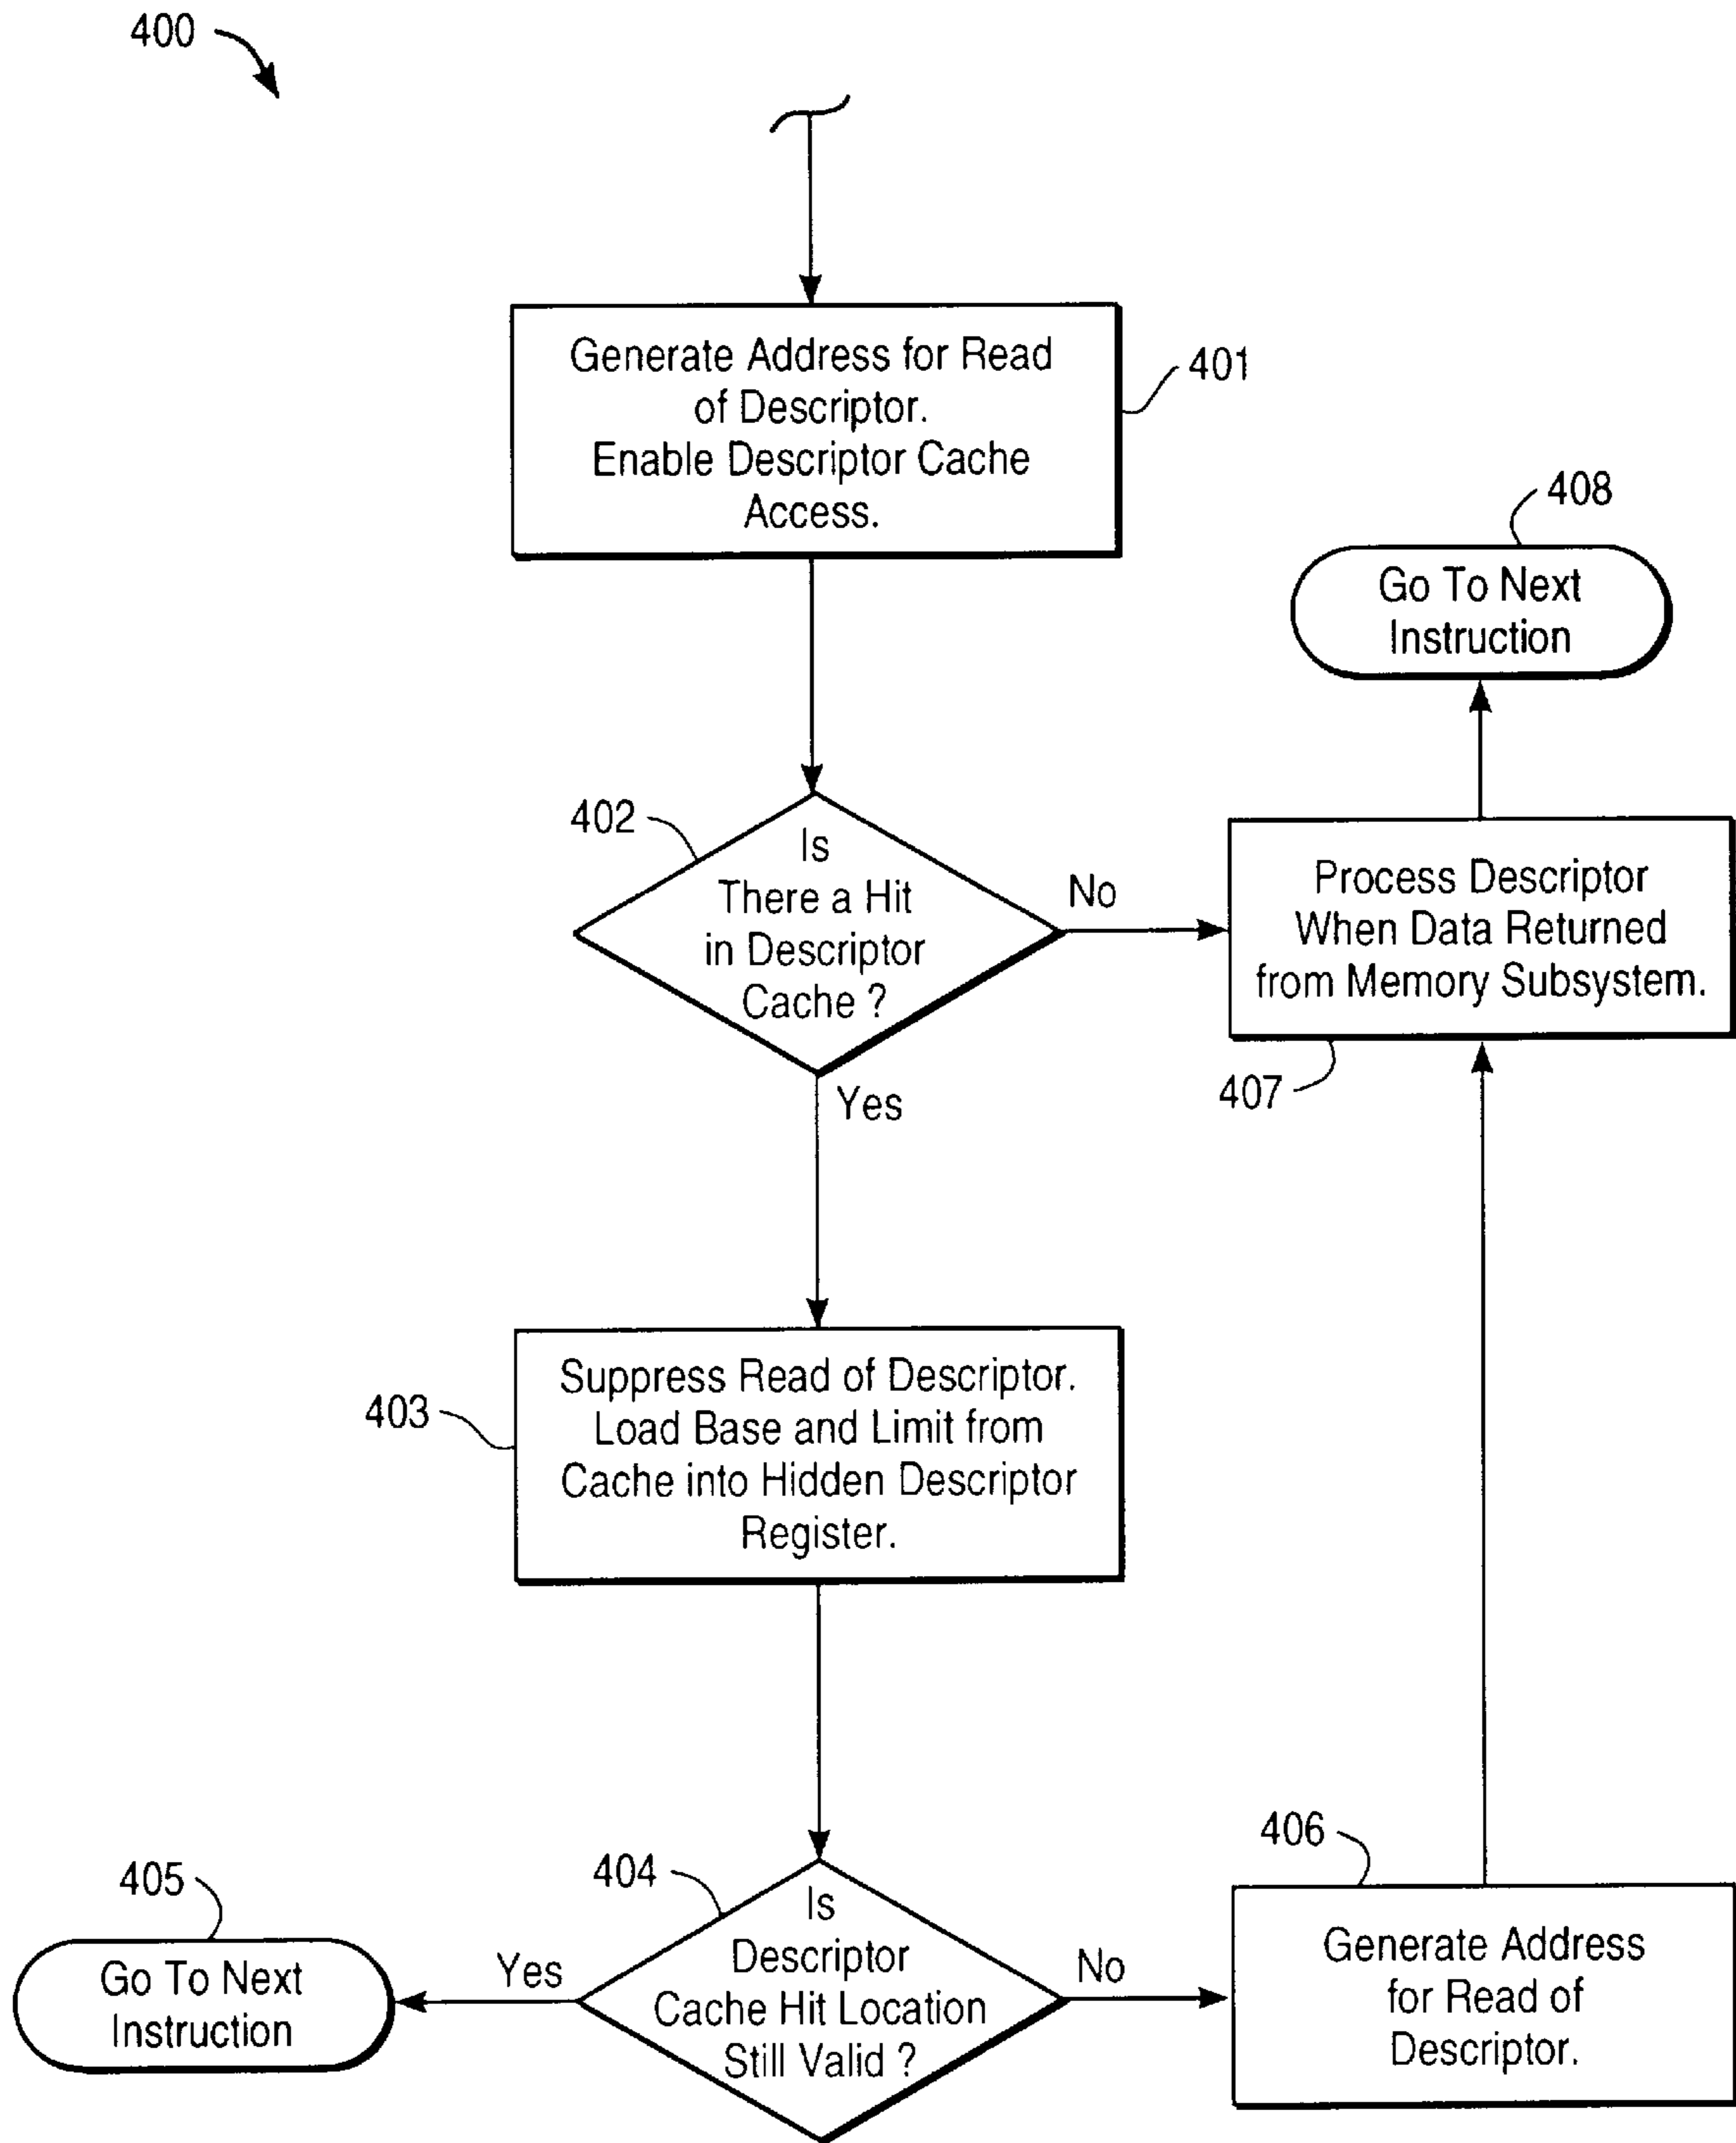 400
Generate Address for Read
of Descriptor.
Enable Descriptor Cache
Access.
401
408
Go To Next
Instruction
402
Is
There a Hit
in Descriptor
Cache ?
No
Yes
Process Descriptor
When Data Returned
from Memory Subsystem.
407
403
Suppress Read of Descriptor.
Load Base and Limit from
Cache into Hidden Descriptor
Register.
404
Is
Descriptor
Cache Hit Location
Still Valid ?
Yes
No
405
Go To Next
Instruction
406
Generate Address
for Read of
Descriptor.